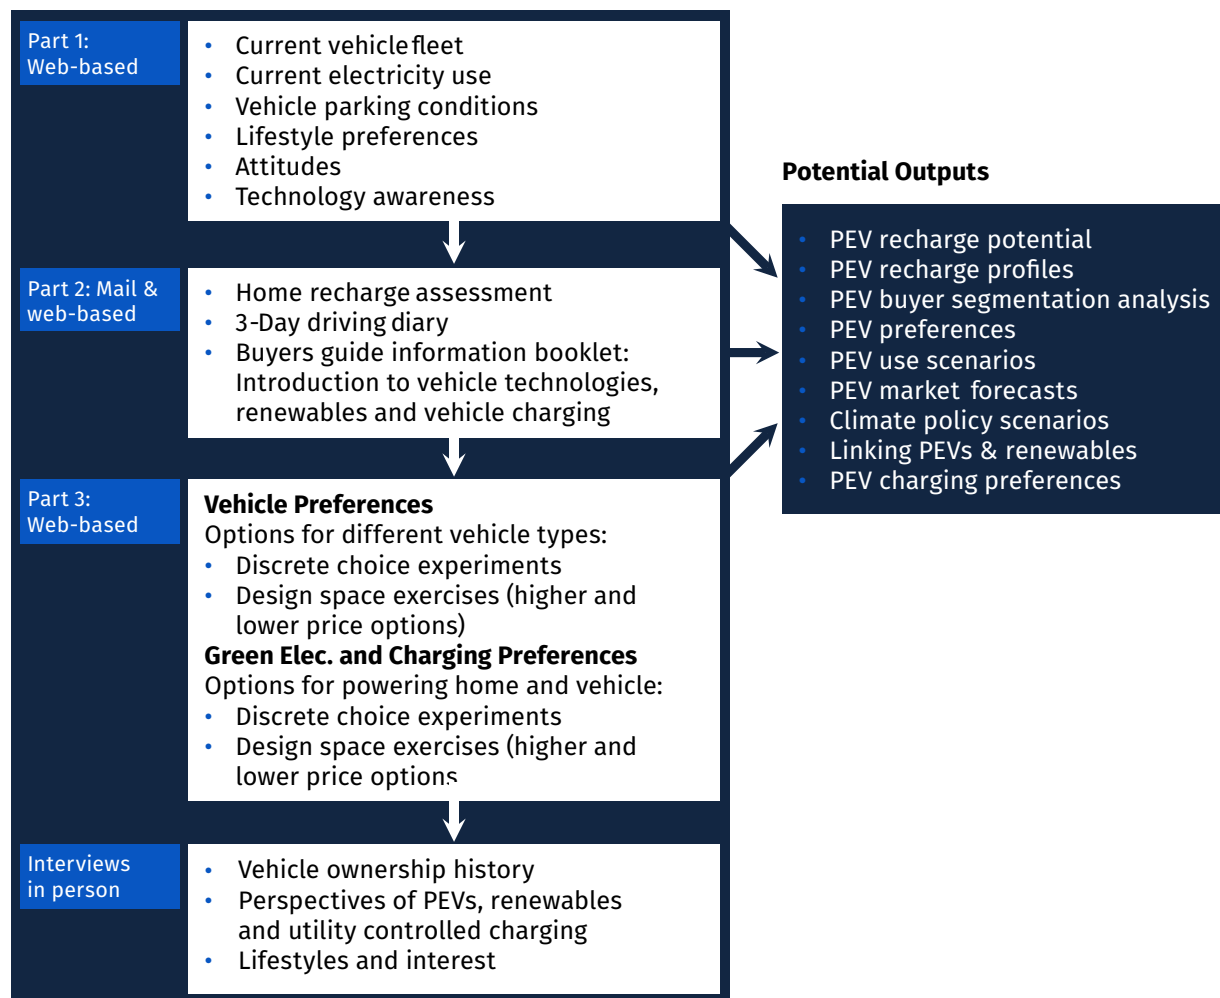 Part 1:
Web-based
• Current vehicle fleet
• Current electricity use
• Vehicle parking conditions
• Lifestyle preferences
• Attitudes
• Technology awareness
Part 2: Mail &
web-based
• Home recharge assessment
• 3-Day driving diary
• Buyers guide information booklet:
Introduction to vehicle technologies,
renewables and vehicle charging
Part 3:
Web-based
Vehicle Preferences
Options for different vehicle types:
• Discrete choice experiments
• Design space exercises (higher and
lower price options)
Green Elec. and Charging Preferences
Options for powering home and vehicle:
• Discrete choice experiments
• Design space exercises (higher and
lower price options
Interviews
in person
• Vehicle ownership history
• Perspectives of PEVs, renewables
and utility controlled charging
• Lifestyles and interest
Potential Outputs
• PEV recharge potential
• PEV recharge profiles
• PEV buyer segmentation analysis
• PEV preferences
• PEV use scenarios
• PEV market forecasts
• Climate policy scenarios
• Linking PEVs & renewables
• PEV charging preferences